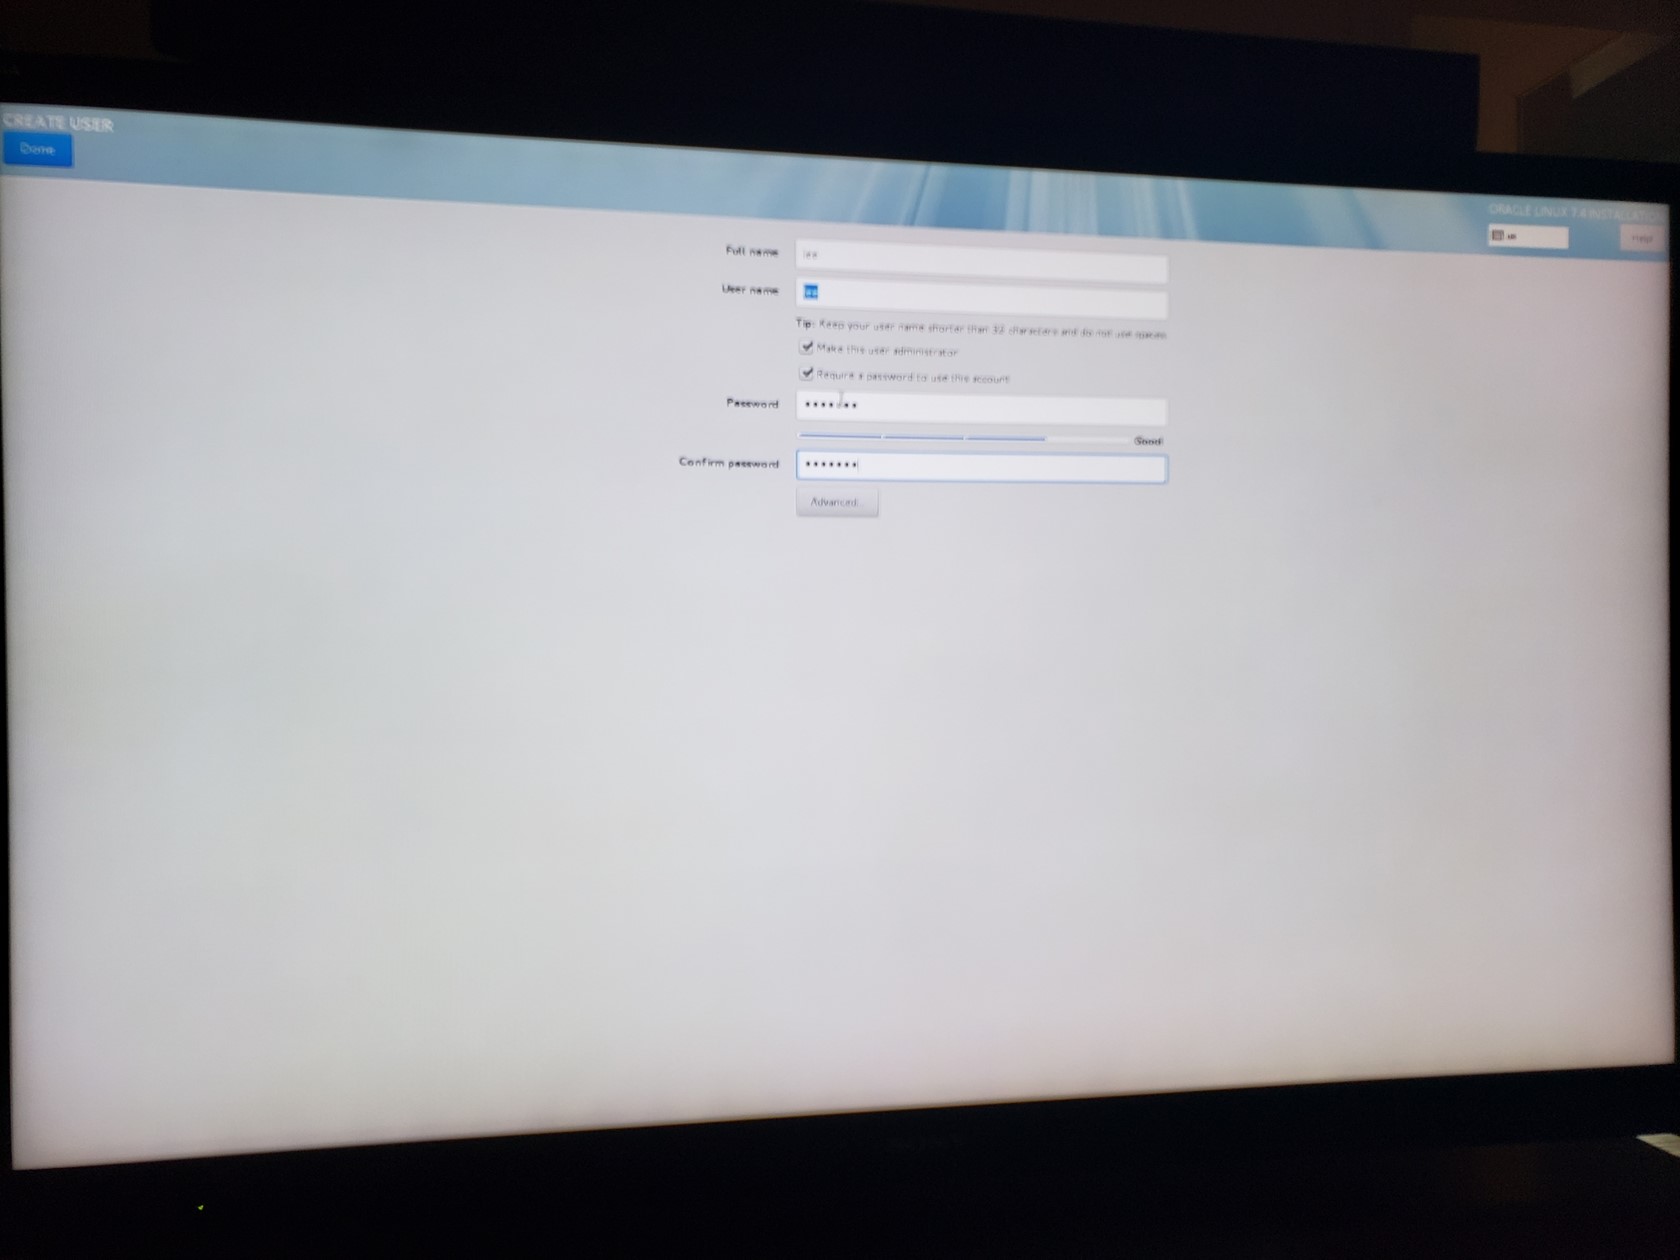 CREATE USER
Done
ORACLE LINUX 7.4 INSTALLATION
Help!
Full name
User name
Tip: Keep your user name shorter than 32 characters and do not use spaces.
Make this user administrator
Require a password to use this account
Password
•••••••
Good
Confirm password
•••••••
Advanced...